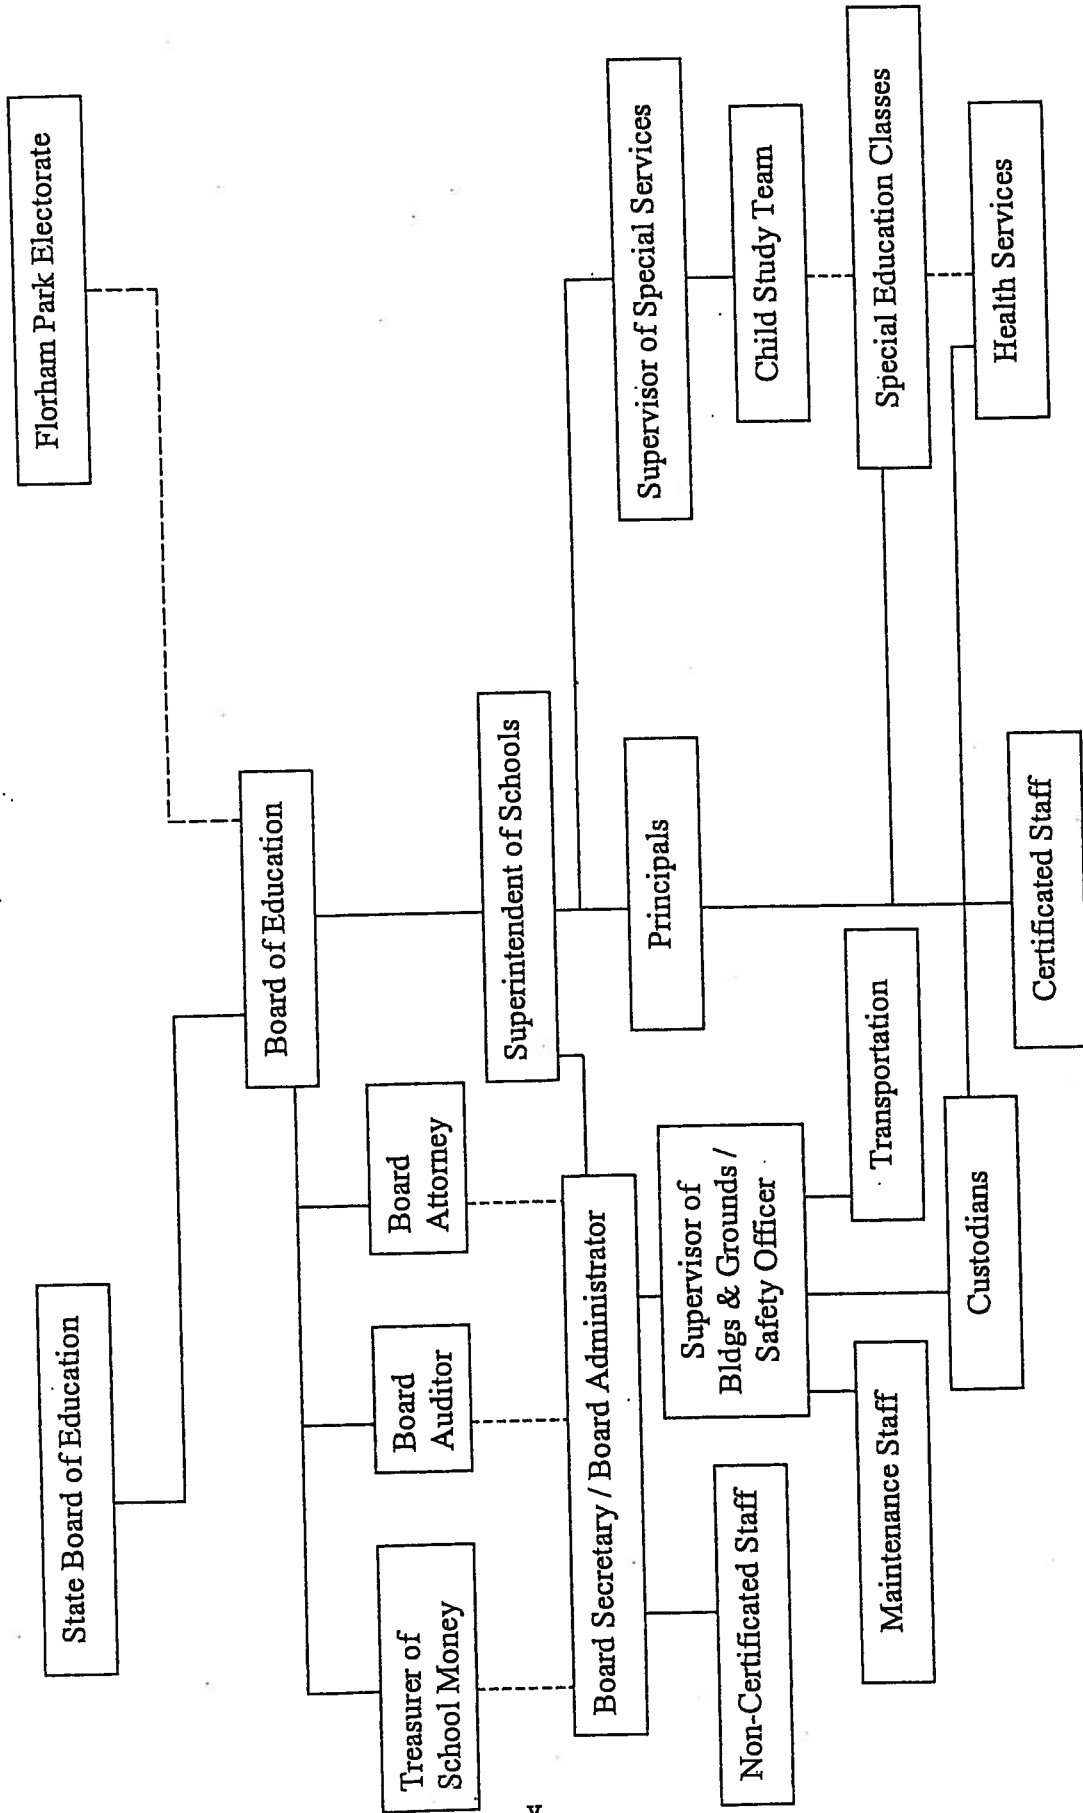 State Board of Education
Florham Park Electorate
Board of Education
Treasurer of
School Money
Board
Auditor
Board
Attorney
Superintendent of Schools
Board Secretary / Board Administrator
Principals
Supervisor of Special Services
Non-Certificated Staff
Supervisor of
Bldgs & Grounds /
Safety Officer
Child Study Team
Maintenance Staff
Transportation
Special Education Classes
Custodians
Certificated Staff
Health Services
v